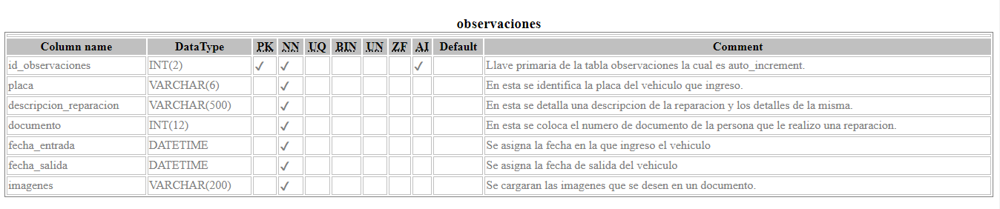 observaciones
Column name DataType PK NN UQ BIN UN ZF AI Default Comment
id_observaciones INT(2) ✓ ✓ ✓ Llave primaria de la tabla observaciones la cual es auto_increment.
placa VARCHAR(6) ✓ En esta se identifica la placa del vehiculo que ingreso.
descripcion_reparacion VARCHAR(500) ✓ En esta se detalla una descripcion de la reparacion y los detalles de la misma.
documento INT(12) ✓ En esta se coloca el numero de documento de la persona que le realizo una reparacion.
fecha_entrada DATETIME ✓ Se asigna la fecha en la que ingreso el vehiculo
fecha_salida DATETIME ✓ Se asigna la fecha de salida del vehiculo
imagenes VARCHAR(200) ✓ Se cargaran las imagenes que se desen en un documento.